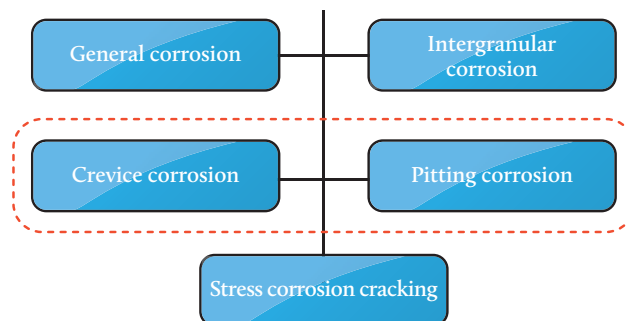 General corrosion
Intergranular
corrosion
Crevice corrosion
Pitting corrosion
Stress corrosion cracking